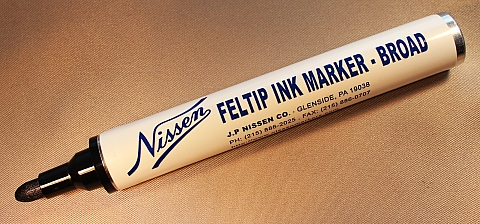 Nissen
FELTIP INK MARKER - BROAD
J.P NISSEN CO. · GLENSIDE, PA 19038
PH: (215) 886-2025 · FAX: (215) 886-0707